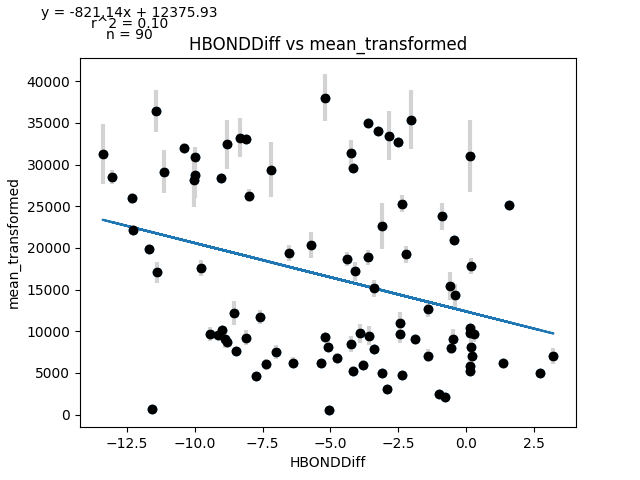 y = -821.14x + 12375.93
r^2 = 0.10
n = 90
HBONDDiff vs mean_transformed
mean_transformed
40000
35000
30000
25000
20000
15000
10000
5000
0
−12.5 −10.0 −7.5 −5.0 −2.5 0.0 2.5
HBONDDiff